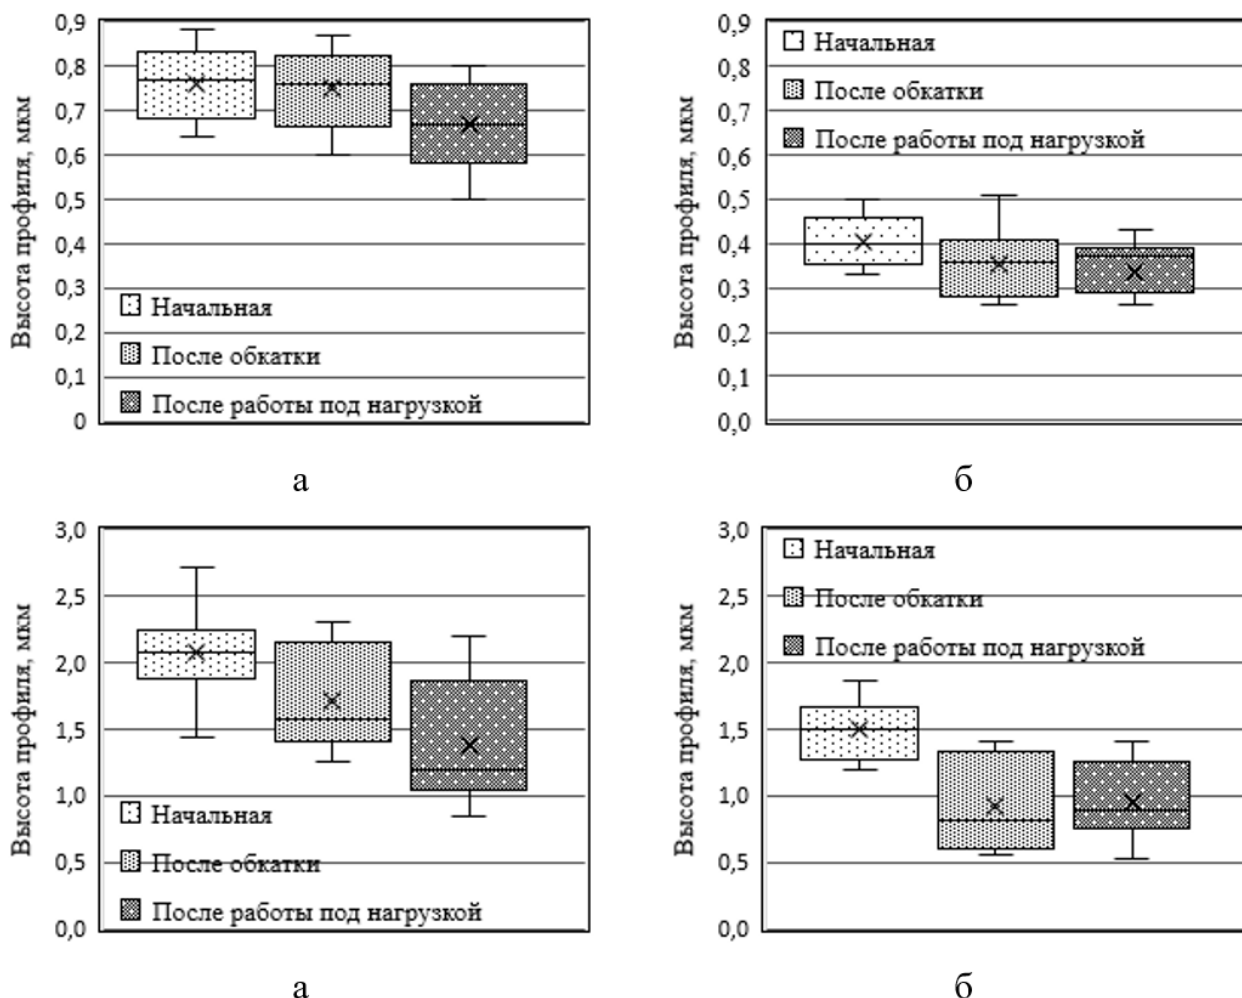 Высота профиля, мкм
0,9
0,8
0,7
0,6
0,5
0,4
0,3
0,2
0,1
0
Начальная
После обкатки
После работы под нагрузкой
а
Высота профиля, мкм
0,9
0,8
0,7
0,6
0,5
0,4
0,3
0,2
0,1
0,0
Начальная
После обкатки
После работы под нагрузкой
б
Высота профиля, мкм
3,0
2,5
2,0
1,5
1,0
0,5
0,0
Начальная
После обкатки
После работы под нагрузкой
а
Высота профиля, мкм
3,0
2,5
2,0
1,5
1,0
0,5
0,0
Начальная
После обкатки
После работы под нагрузкой
б